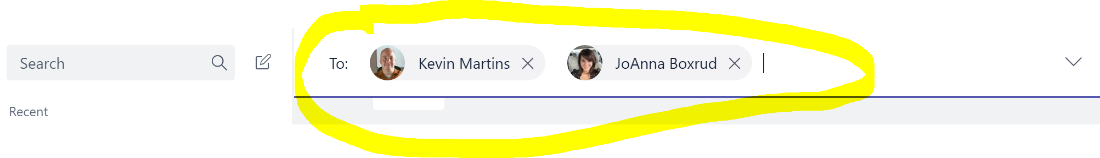 Search
To: Kevin Martins JoAnna Boxrud
Recent